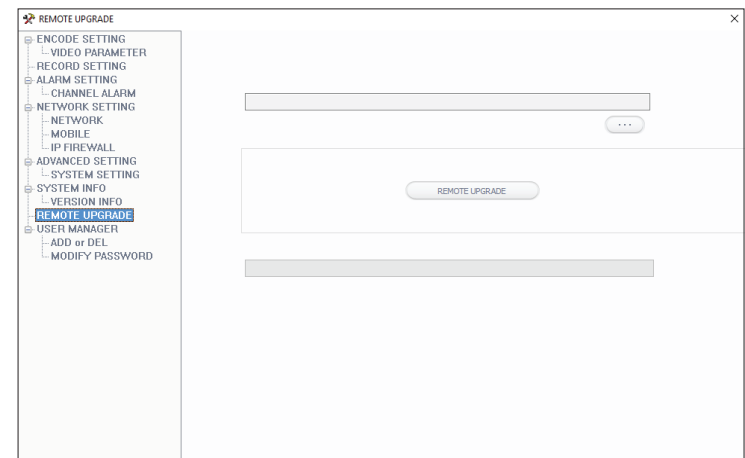 REMOTE UPGRADE
ENCODE SETTING
VIDEO PARAMETER
RECORD SETTING
ALARM SETTING
CHANNEL ALARM
NETWORK SETTING
NETWORK
MOBILE
IP FIREWALL
ADVANCED SETTING
SYSTEM SETTING
SYSTEM INFO
VERSION INFO
REMOTE UPGRADE
USER MANAGER
ADD or DEL
MODIFY PASSWORD
...
REMOTE UPGRADE